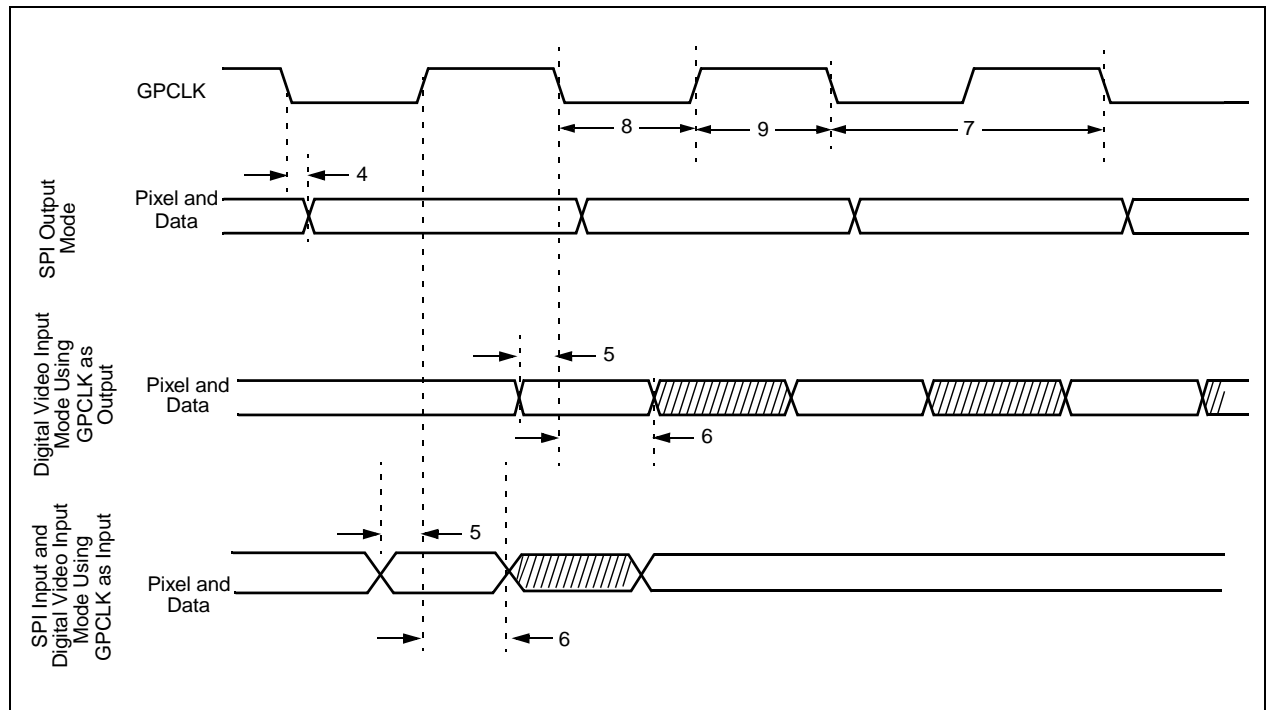 GPCLK
8
9
7
4
SPI Output
Mode
Pixel and
Data
Digital Video Input
Mode Using
GPCLK as
Output
5
Pixel and
Data
6
SPI Input and
Digital Video Input
Mode Using
GPCLK as Input
5
Pixel and
Data
6